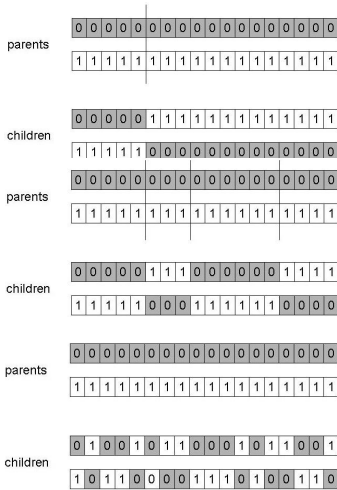 0 0 0 0 0 0 0 0 0 0 0 0 0 0 0 0 0 0
parents
1 1 1 1 1 1 1 1 1 1 1 1 1 1 1 1 1 1
0 0 0 0 0 1 1 1 1 1 1 1 1 1 1 1 1 1
children
1 1 1 1 1 0 0 0 0 0 0 0 0 0 0 0 0 0
0 0 0 0 0 0 0 0 0 0 0 0 0 0 0 0 0 0
parents
1 1 1 1 1 1 1 1 1 1 1 1 1 1 1 1 1 1
0 0 0 0 0 1 1 1 0 0 0 0 0 0 1 1 1 1
children
1 1 1 1 1 0 0 0 1 1 1 1 1 1 0 0 0 0
0 0 0 0 0 0 0 0 0 0 0 0 0 0 0 0 0 0
parents
1 1 1 1 1 1 1 1 1 1 1 1 1 1 1 1 1 1
0 1 0 0 1 0 1 1 0 0 0 1 0 1 1 0 0 1
children
1 0 1 1 0 0 0 0 1 1 1 0 1 0 0 1 1 0